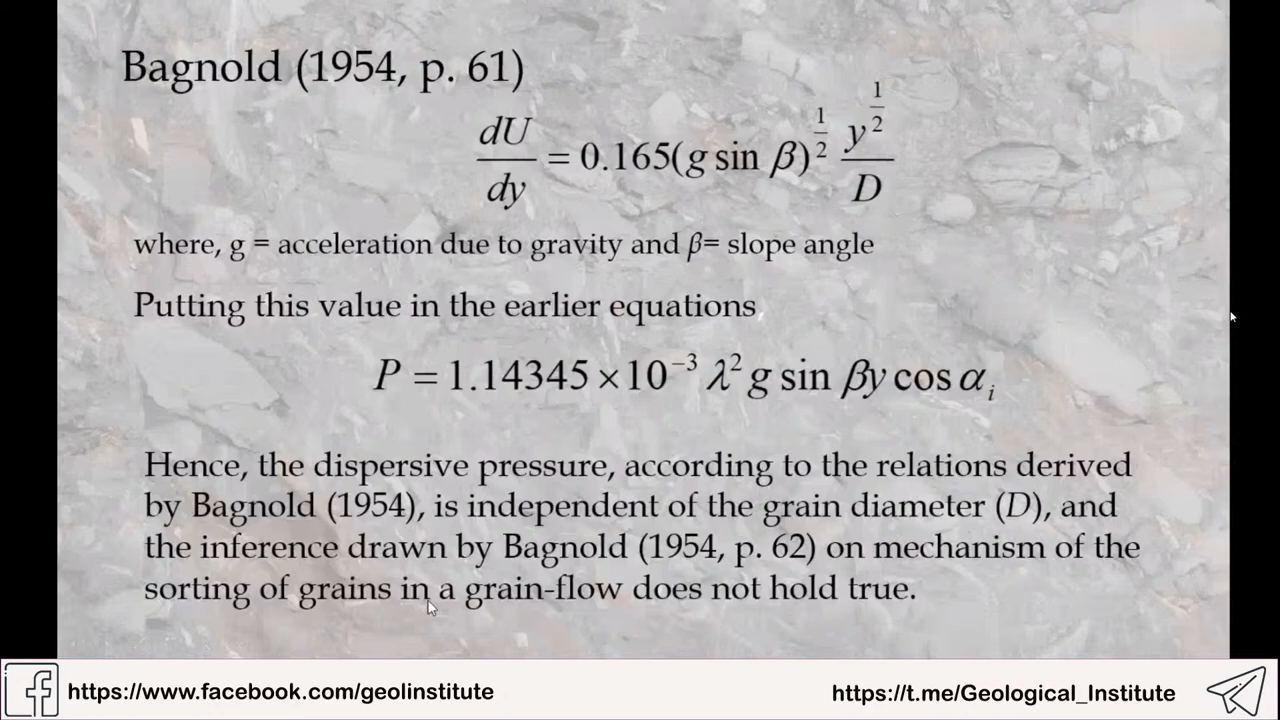 Bagnold (1954, p. 61)
dU/dy = 0.165(g sin β)^{1/2} y^{1/2}/D
where, g = acceleration due to gravity and β= slope angle
Putting this value in the earlier equations
P = 1.14345×10⁻³ λ² g sin βy cos αᵢ
Hence, the dispersive pressure, according to the relations derived
by Bagnold (1954), is independent of the grain diameter (D), and
the inference drawn by Bagnold (1954, p. 62) on mechanism of the
sorting of grains in a grain-flow does not hold true.
https://www.facebook.com/geolinstitute
https://t.me/Geological_Institute